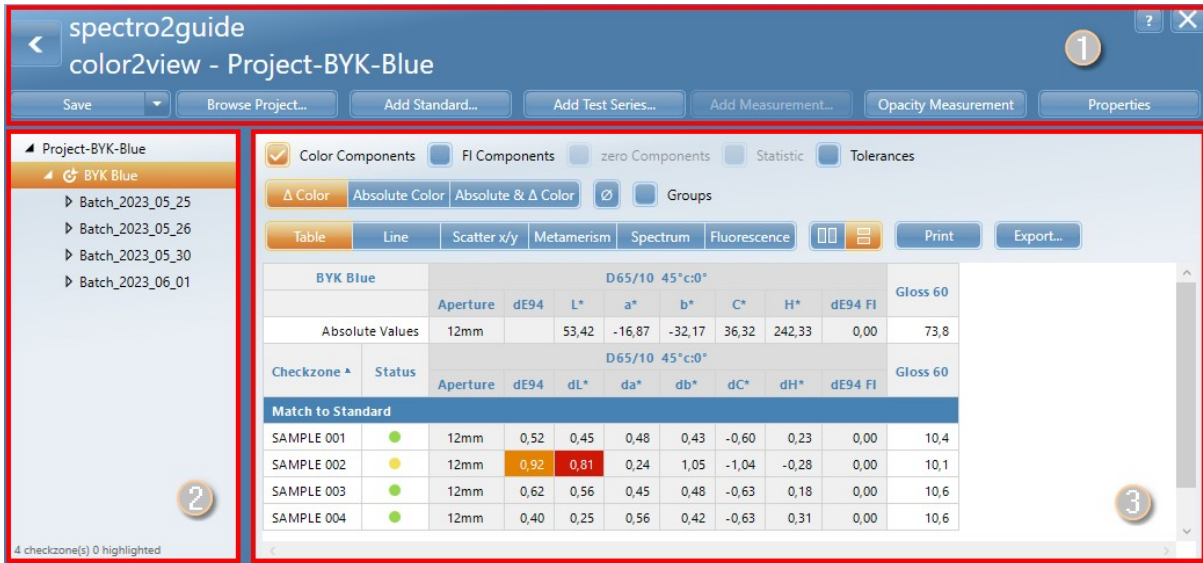 spectro2guide
color2view - Project-BYK-Blue
?
1
Save Browse Project... Add Standard... Add Test Series... Add Measurement... Opacity Measurement Properties
Project-BYK-Blue
BYK Blue
Batch_2023_05_25
Batch_2023_05_26
Batch_2023_05_30
Batch_2023_06_01
2
4 checkzone(s) 0 highlighted
Color Components FI Components zero Components Statistic Tolerances
Δ Color Absolute Color Absolute & Δ Color Ø Groups
Table Line Scatter x/y Metamerism Spectrum Fluorescence Print Export...
BYK Blue D65/10 45°c:0° Gloss 60
Aperture dE94 L* a* b* C* H* dE94 FI
Absolute Values 12mm 53,42 -16,87 -32,17 36,32 242,33 0,00 73,8
Checkzone Status D65/10 45°c:0° Gloss 60
Aperture dE94 dL* da* db* dC* dH* dE94 FI
Match to Standard
SAMPLE 001 12mm 0,52 0,45 0,48 0,43 -0,60 0,23 0,00 10,4
SAMPLE 002 12mm 0,92 0,81 0,24 1,05 -1,04 -0,28 0,00 10,1
SAMPLE 003 12mm 0,62 0,56 0,45 0,48 -0,63 0,18 0,00 10,6
SAMPLE 004 12mm 0,40 0,25 0,56 0,42 -0,63 0,31 0,00 10,6
3